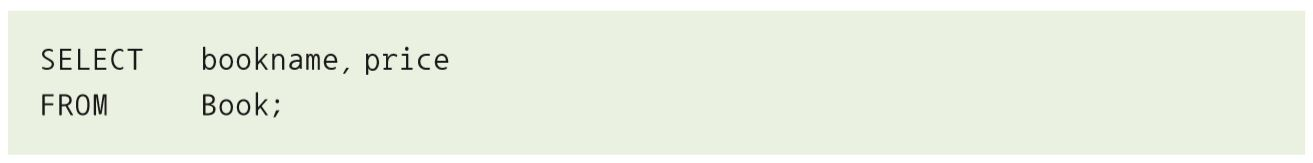 SELECT bookname, price
FROM Book;